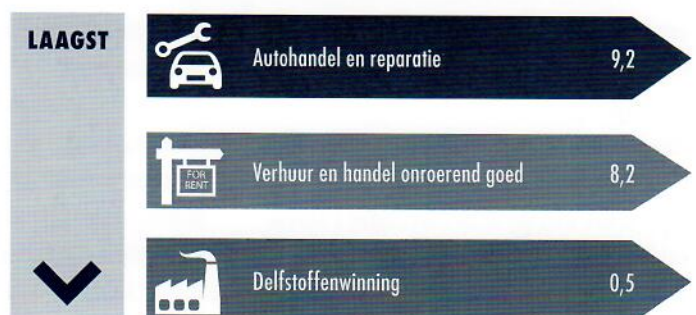 LAAGST
Autohandel en reparatie 9,2
FOR
RENT
Verhuur en handel onroerend goed 8,2
Delfstoffenwinning 0,5